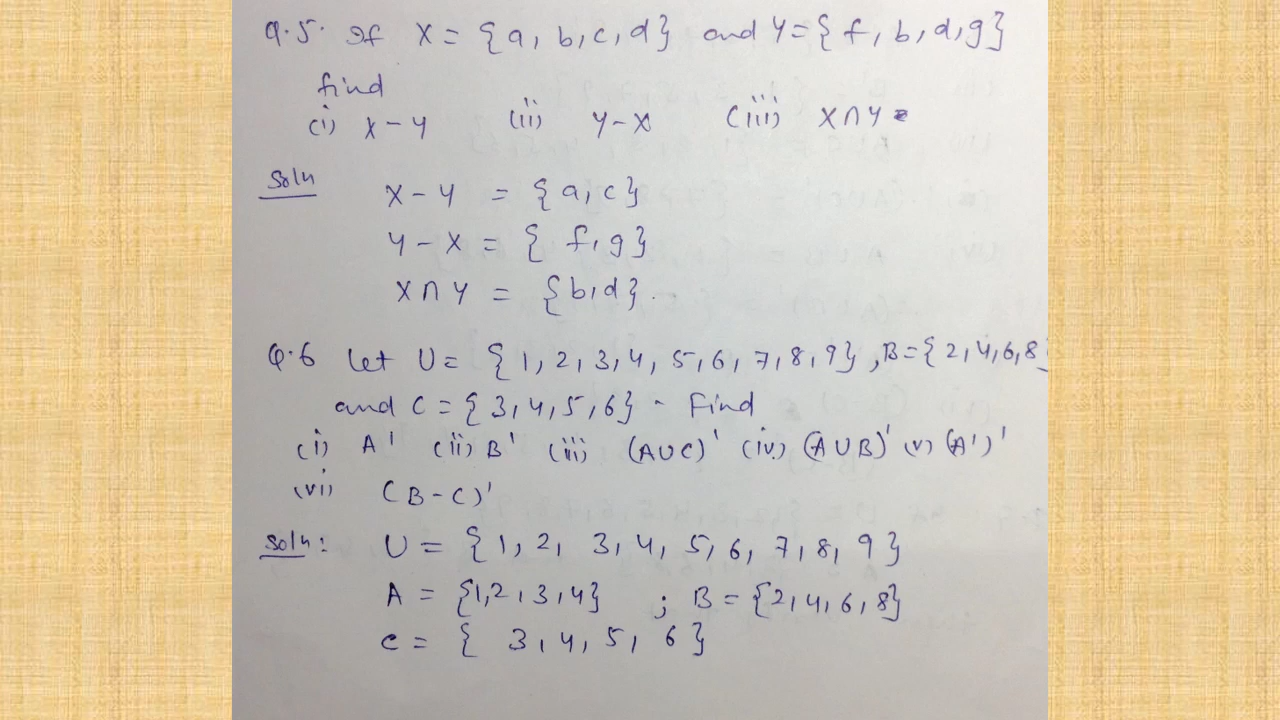 Q.5. If X = {a, b, c, d} and Y = {f, b, d, g}
find
(i) X - Y (ii) Y - X (iii) X ∩ Y
Soln X - Y = {a, c}
Y - X = {f, g}
X ∩ Y = {b, d}.
Q.6 Let U = {1, 2, 3, 4, 5, 6, 7, 8, 9}, B = {2, 4, 6, 8}
and C = {3, 4, 5, 6}. Find
(i) A' (ii) B' (iii) (A∪C)' (iv) (A∪B)' (v) (A')'
(vi) (B - C)'
Soln: U = {1, 2, 3, 4, 5, 6, 7, 8, 9}
A = {1, 2, 3, 4} ; B = {2, 4, 6, 8}
C = {3, 4, 5, 6}